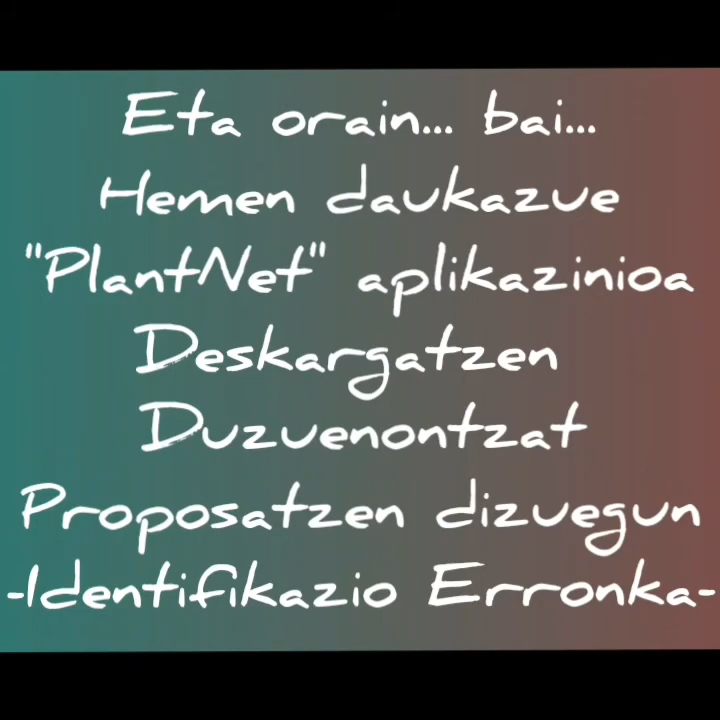 Eta orain... bai...
Hemen daukazue
"PlantNet" aplikazinioa
Deskargatzen
Duzuenontzat
Proposatzen dizuegun
-Identifikazio Erronka-